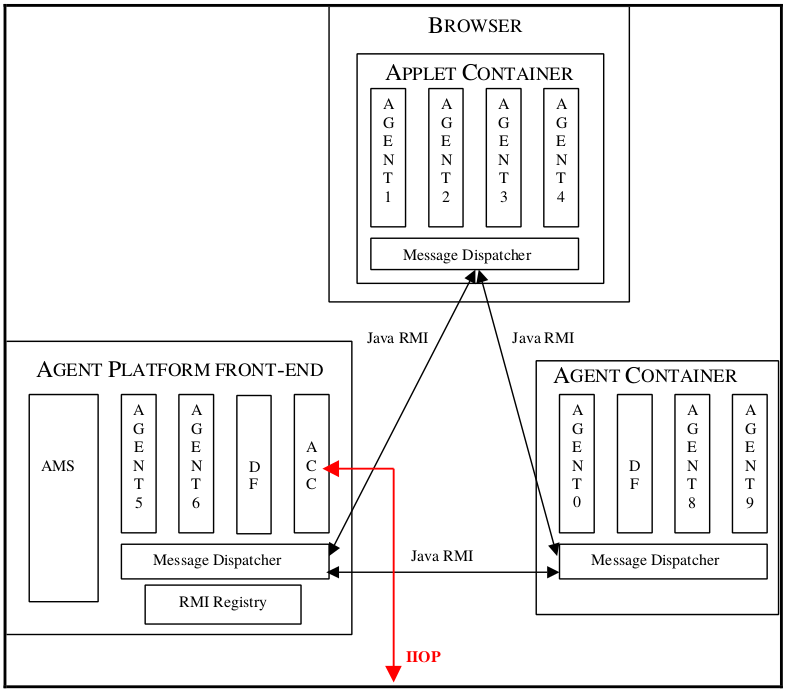 BROWSER
APPLET CONTAINER
AGENT1
AGENT2
AGENT3
AGENT4
Message Dispatcher
Java RMI
Java RMI
AGENT PLATFORM FRONT-END
AMS
AGENT5
AGENT6
DF
ACC
Message Dispatcher
RMI Registry
Java RMI
AGENT CONTAINER
AGENT0
DF
AGENT8
AGENT9
Message Dispatcher
IIOP